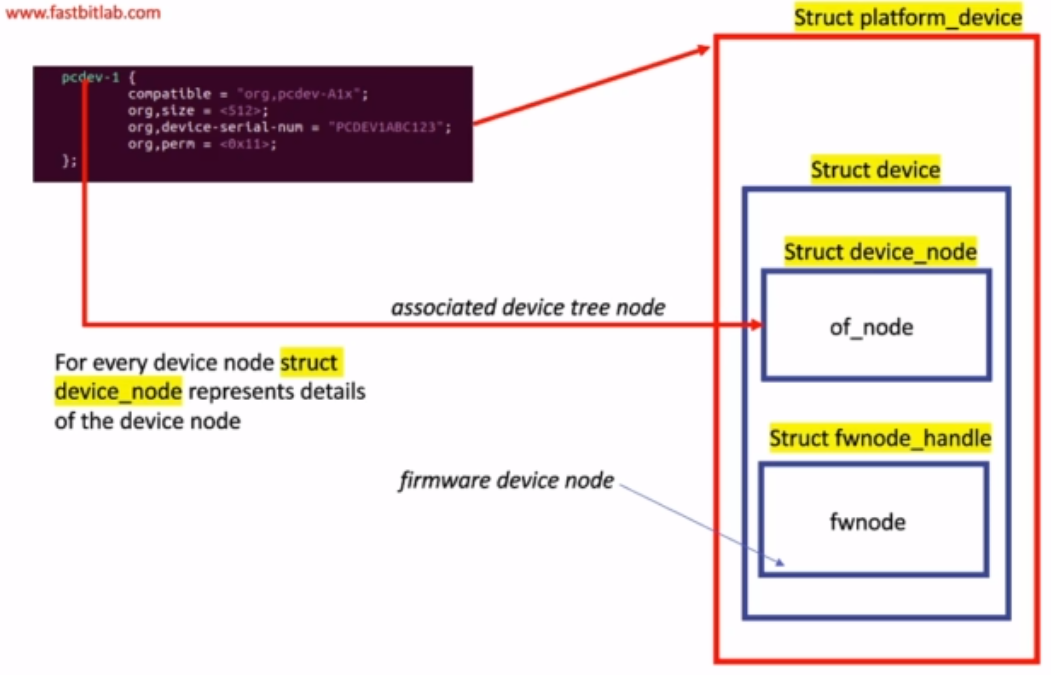 www.fastbitlab.com
Struct platform_device
pcdev-1 {
compatible = "org,pcdev-A1x";
org,size = <512>;
org,device-serial-num = "PCDEV1ABC123";
org,perm = <0x11>;
};
Struct device
Struct device_node
of_node
associated device tree node
For every device node struct
device_node represents details
of the device node
Struct fwnode_handle
firmware device node
fwnode